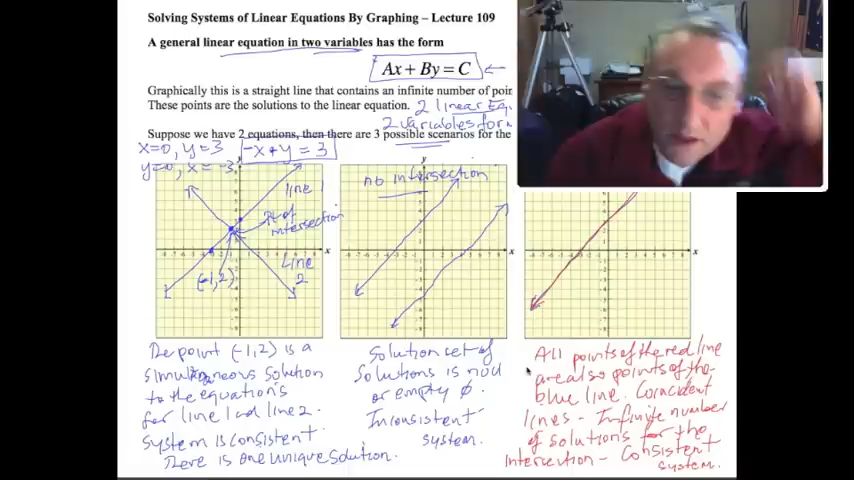 Solving Systems of Linear Equations By Graphing – Lecture 109
A general linear equation in two variables has the form
Ax + By = C
Graphically this is a straight line that contains an infinite number of poin
These points are the solutions to the linear equation.
2 linear Eq.
2 variables for
Suppose we have 2 equations, then there are 3 possible scenarios for the
x=0, y=3
-x+y = 3
y=0, x=-3
line 1
pt of
intersection
line
2
(-1,2)
no intersection
y
x
y
x
x
The point (-1,2) is a
simultaneous solution
to the equation's
for line 1 and line 2.
system is consistent
There is one unique solution.
Solution set of
solutions is null
or empty ∅.
Inconsistent
system.
All points of the red line
are also points of the
blue line. Coincident
lines - Infinite number
of solutions for the
intersection - Consistent
system.